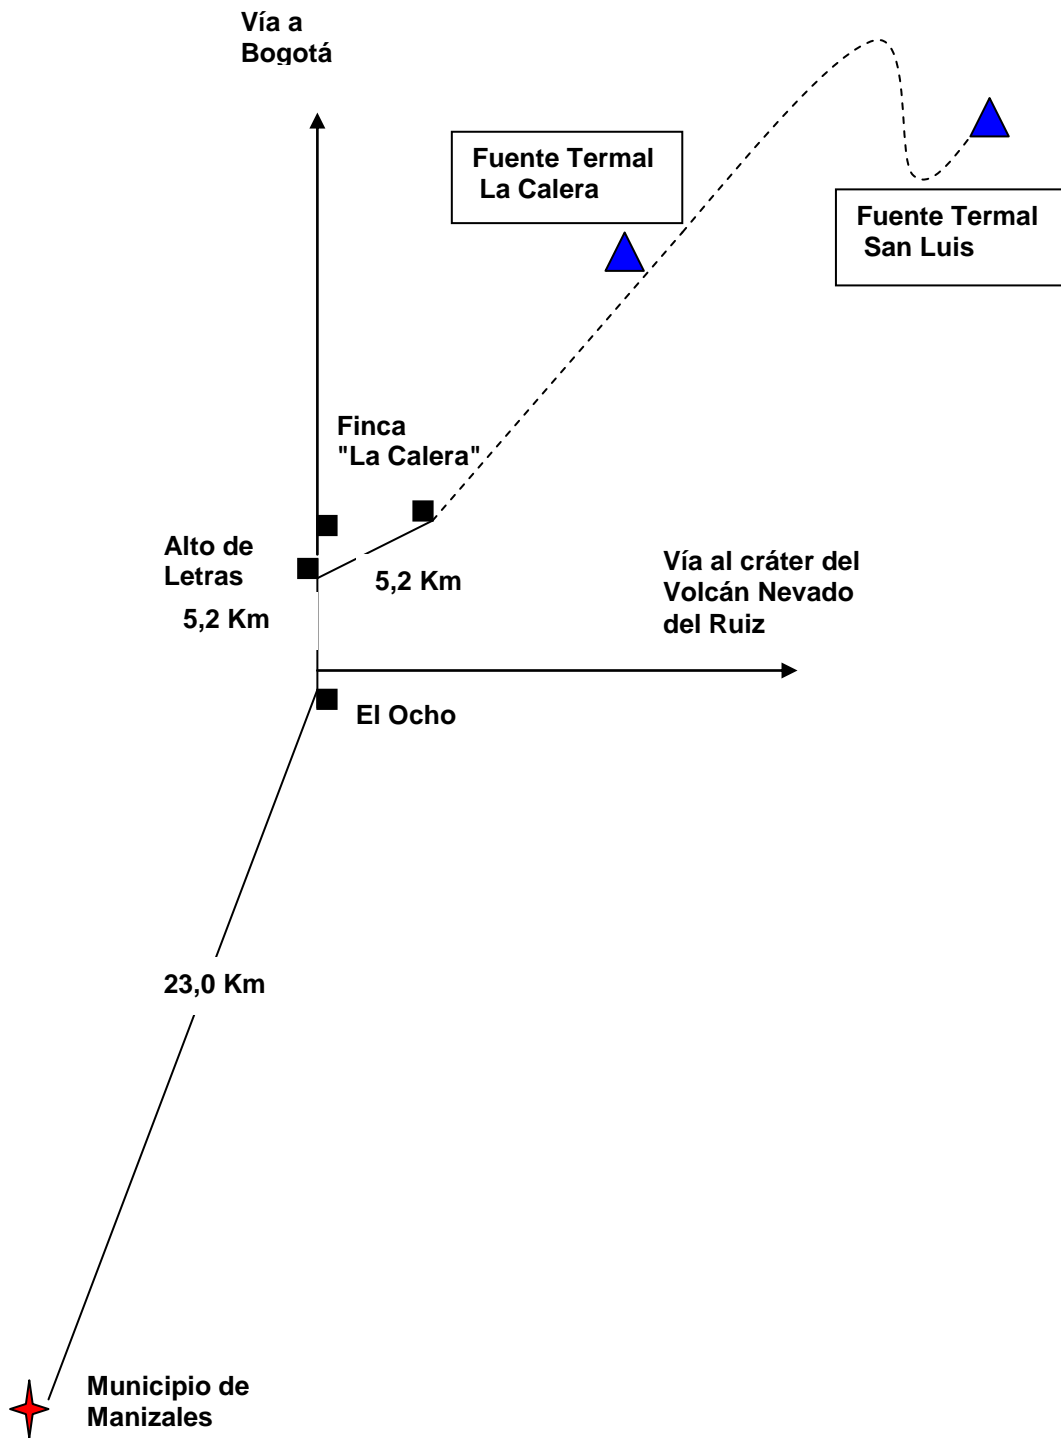 Vía a
Bogotá
Fuente Termal
La Calera
Fuente Termal
San Luis
Finca
"La Calera"
Alto de
Letras
5,2 Km
5,2 Km
Vía al cráter del
Volcán Nevado
del Ruiz
El Ocho
23,0 Km
Municipio de
Manizales